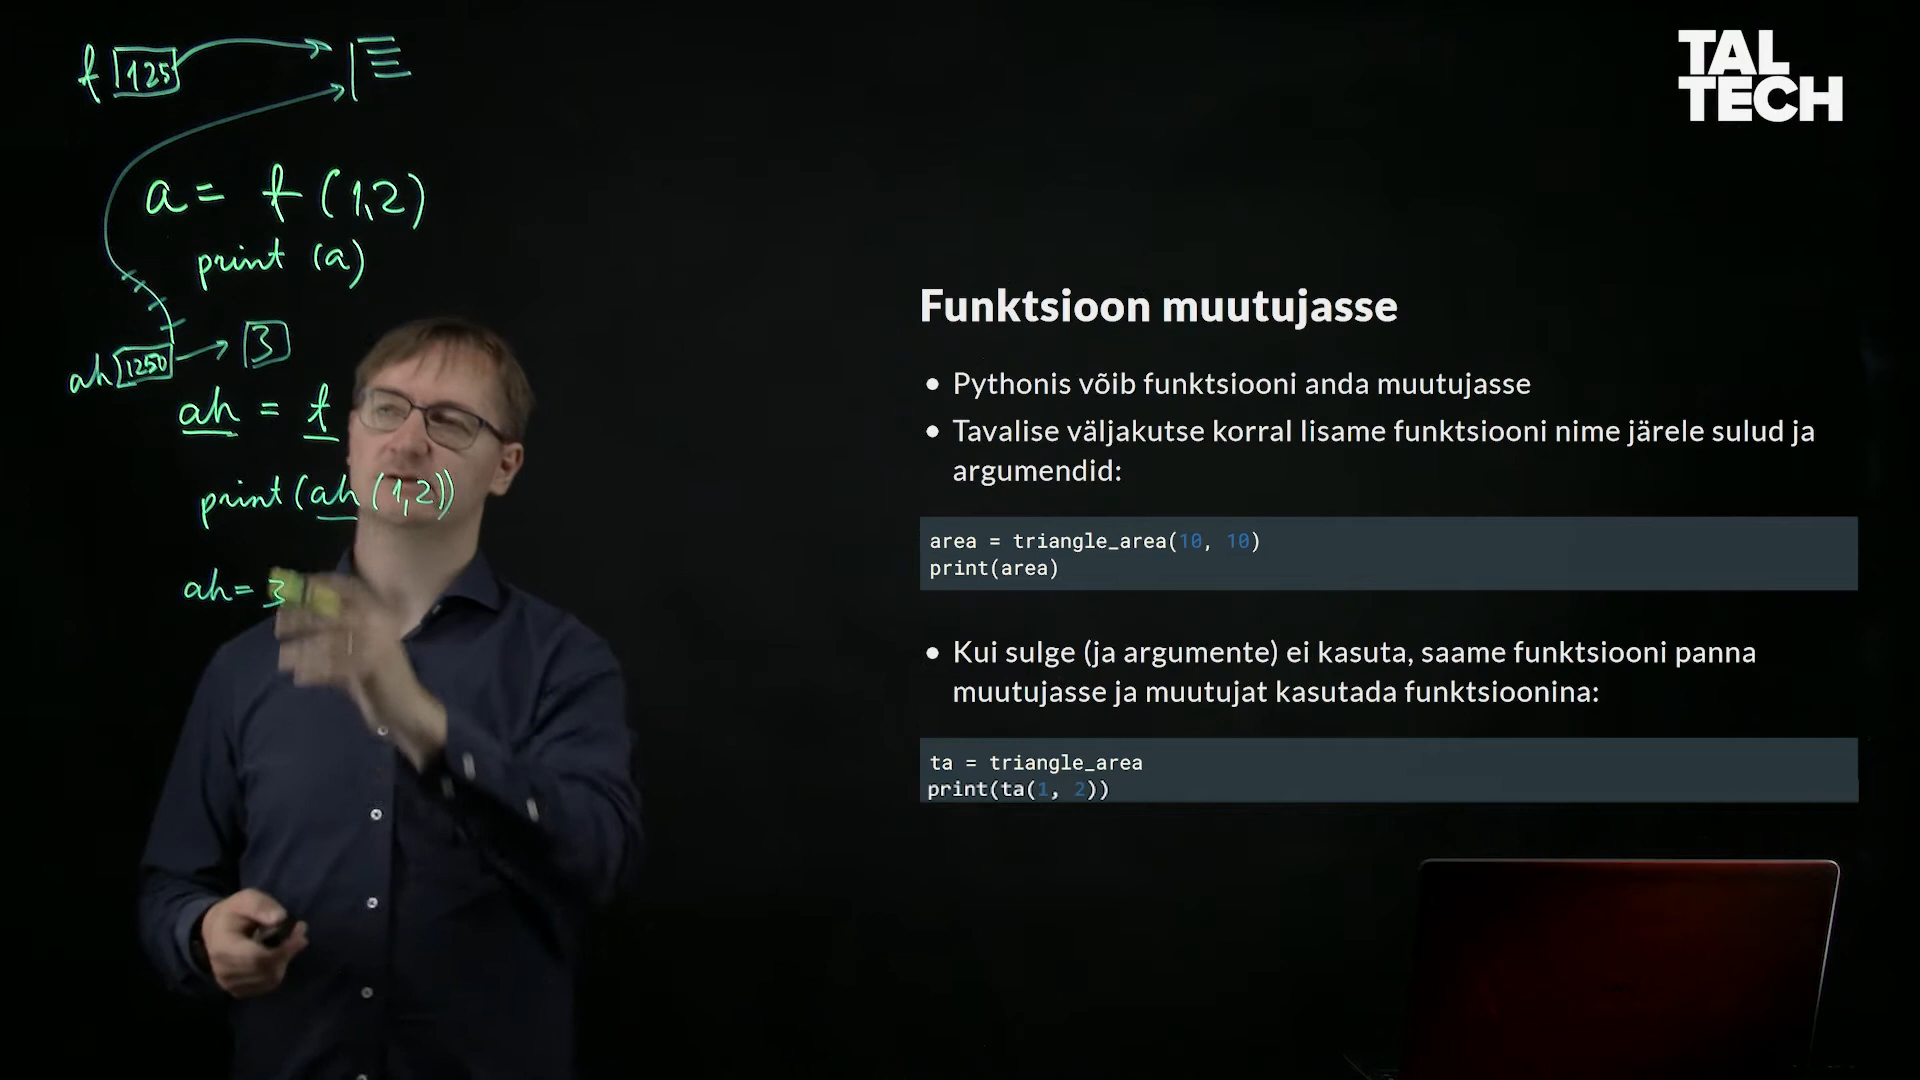 f 125
a = f (1,2)
print (a)
3
ah 1250
ah = f
print (ah (1,2))
ah = 3
TAL
TECH
Funktsioon muutujasse
• Pythonis võib funktsiooni anda muutujasse
• Tavalise väljakutse korral lisame funktsiooni nime järele sulud ja
argumendid:
area = triangle_area(10, 10)
print(area)
• Kui sulge (ja argumente) ei kasuta, saame funktsiooni panna
muutujasse ja muutujat kasutada funktsioonina:
ta = triangle_area
print(ta(1, 2))